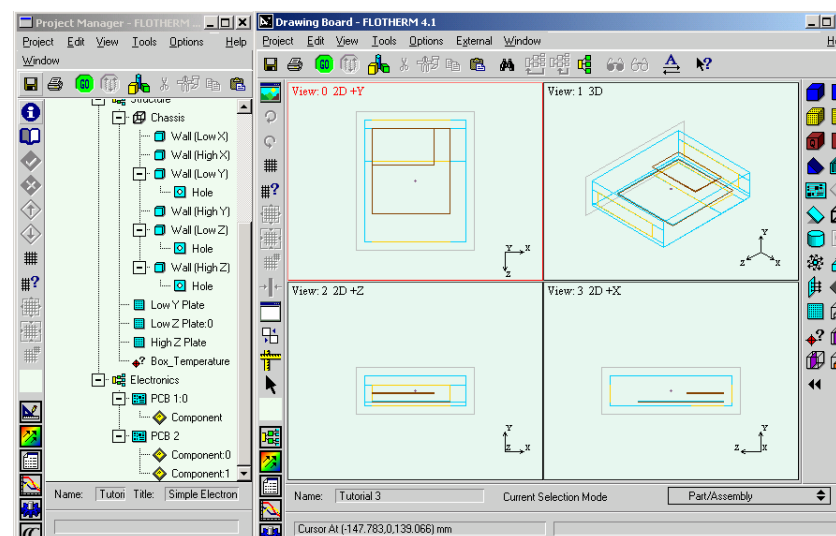 Project Manager - FLOTHERM ...
Project Edit View Tools Options Help
Window
GO
Structure
Chassis
Wall (Low X)
Wall (High X)
Wall (Low Y)
Hole
Wall (High Y)
Wall (Low Z)
Hole
Wall (High Z)
Hole
Low Y Plate
Low Z Plate:0
High Z Plate
Box_Temperature
Electronics
PCB 1:0
Component
PCB 2
Component:0
Component:1
Name: Tutori Title: Simple Electron
Drawing Board - FLOTHERM 4.1
Project Edit View Tools Options External Window
GO
View: 0 2D +Y
Y X
Z
View: 1 3D
Y
Z X
View: 2 2D +Z
Y
Z X
View: 3 2D +X
Y
Z X
Name: Tutorial 3 Current Selection Mode Part/Assembly
Cursor At (-147.783,0,139.066) mm